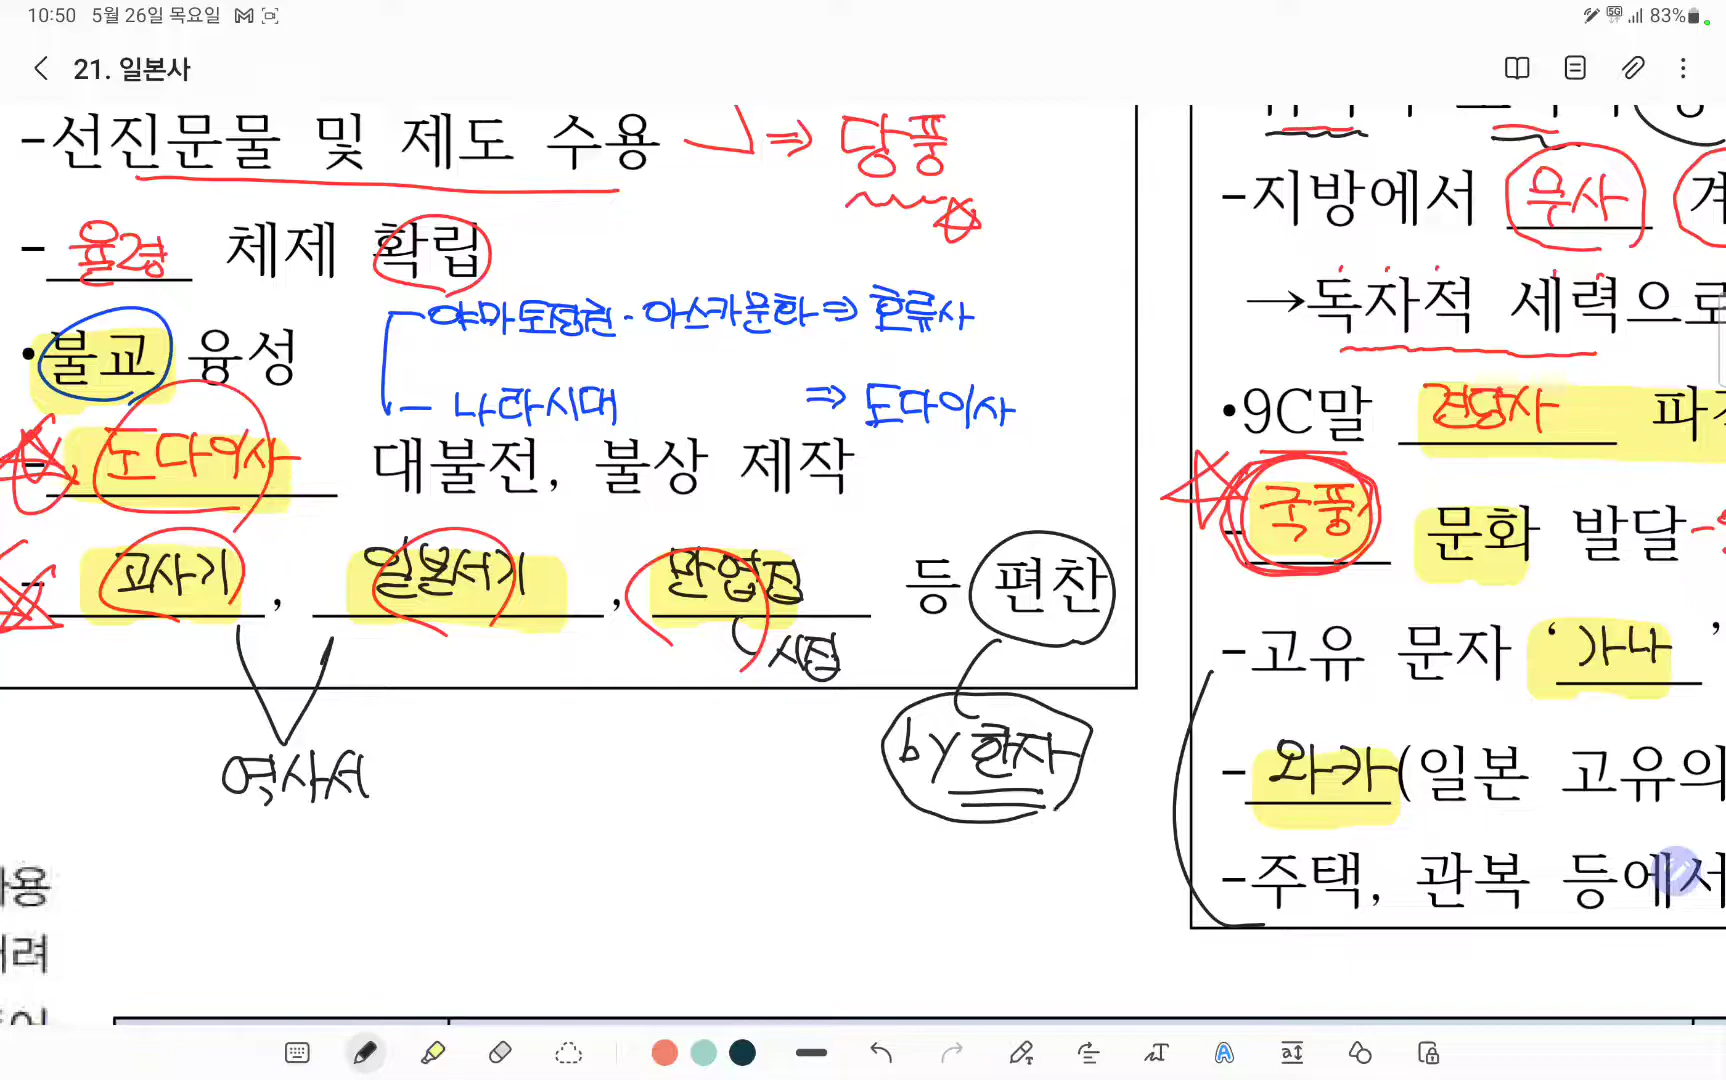 10:50 5월 26일 목요일
5G 83%
21. 일본사
-선진문물 및 제도 수용 ⇒ 당풍
- 율령 체제 확립
야마토정권 - 아스카문화 ⇒ 호류사
•불교 융성
나라시대 ⇒ 도다이사
- 도다이사 대불전, 불상 제작
- 고사기, 일본서기, 만엽집 등 편찬
시집
역사서
by 한자
-지방에서 무사
→독자적 세력으로
•9C말 견당사 파
- 국풍 문화 발달
-고유 문자 '가나'
-와카(일본 고유의
-주택, 관복 등에서